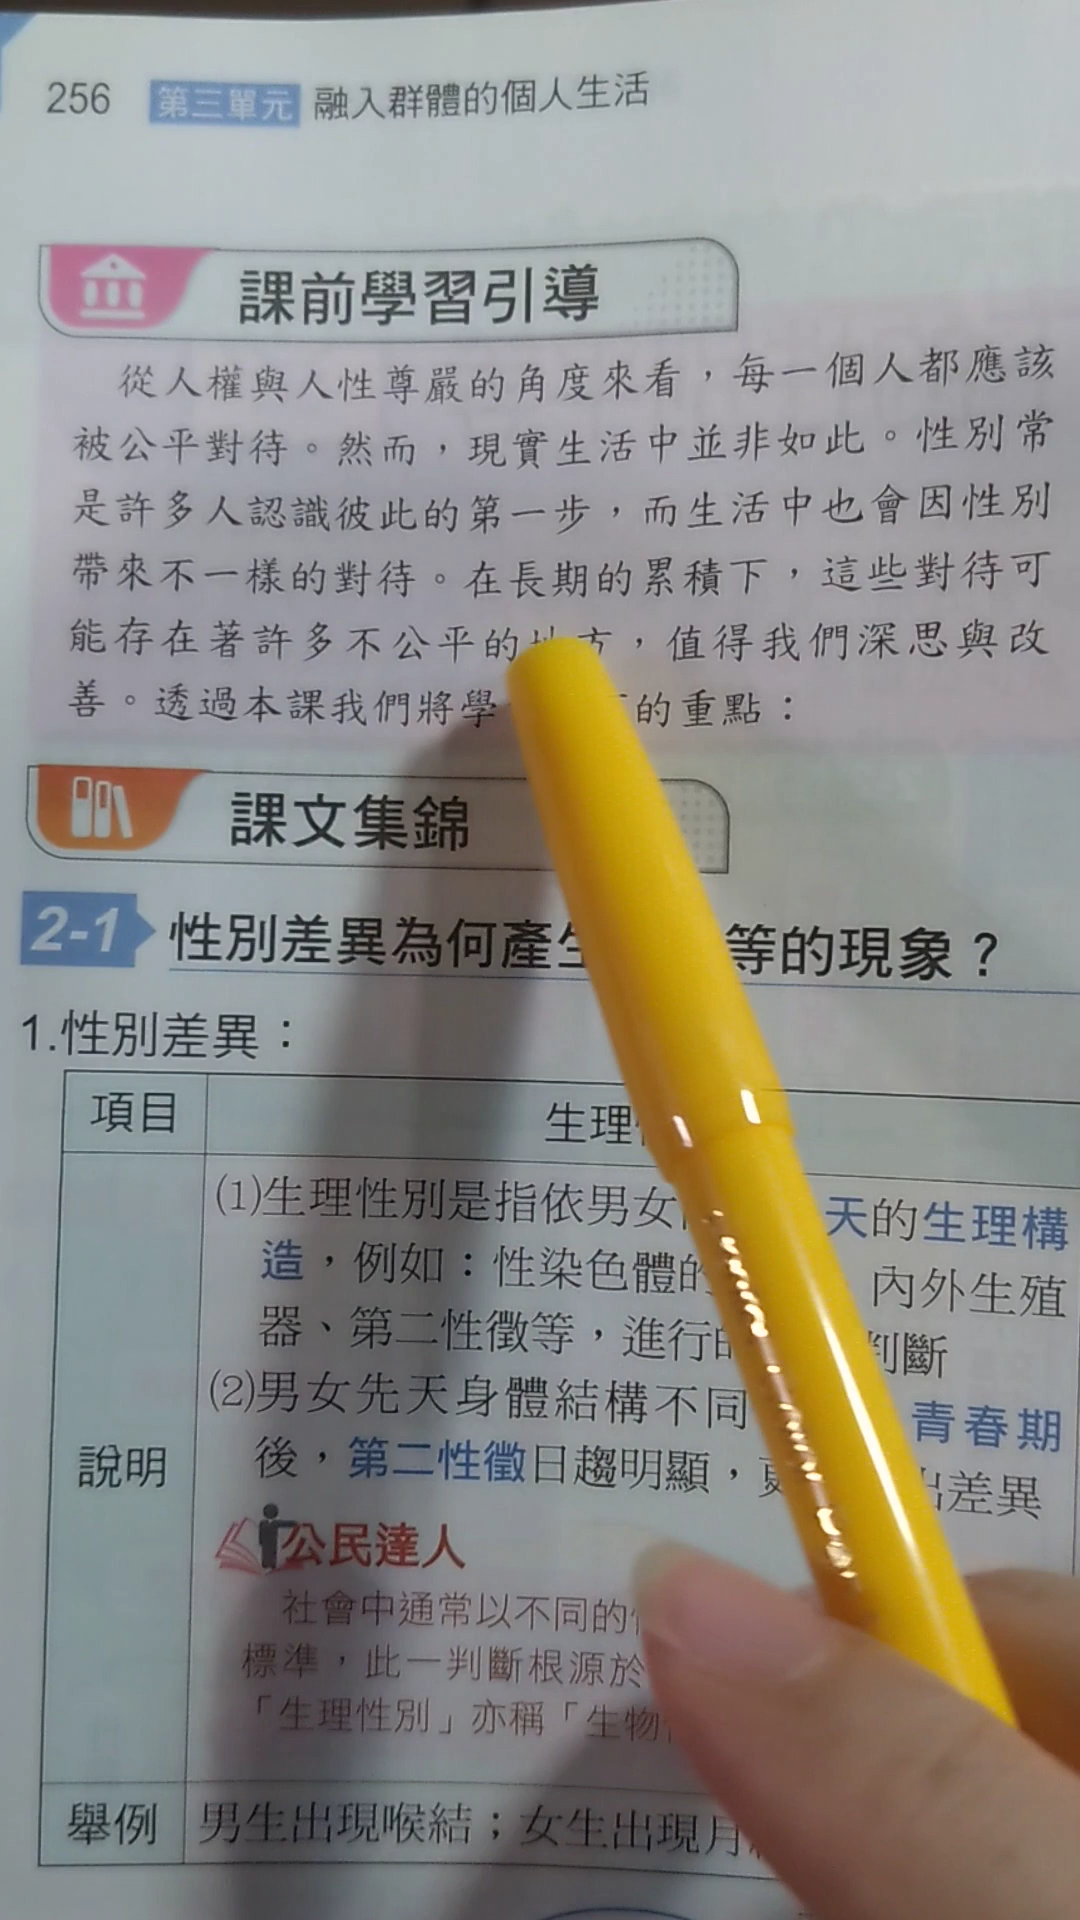 256 第三單元 融入群體的個人生活
課前學習引導
從人權與人性尊嚴的角度來看，每一個人都應該
被公平對待。然而，現實生活中並非如此。性別常
是許多人認識彼此的第一步，而生活中也會因性別
帶來不一樣的對待。在長期的累積下，這些對待可
能存在著許多不公平的地方，值得我們深思與改
善。透過本課我們將學 的重點：
課文集錦
2-1 性別差異為何產生 等的現象？
1.性別差異：
項目 生理
⑴生理性別是指依男女 天的生理構
造，例如：性染色體的 內外生殖
器、第二性徵等，進行的 判斷
說明
⑵男女先天身體結構不同 青春期
後，第二性徵日趨明顯， 出差異
公民達人
社會中通常以不同的
標準，此一判斷根源於
「生理性別」亦稱「生物
舉例 男生出現喉結；女生出現月